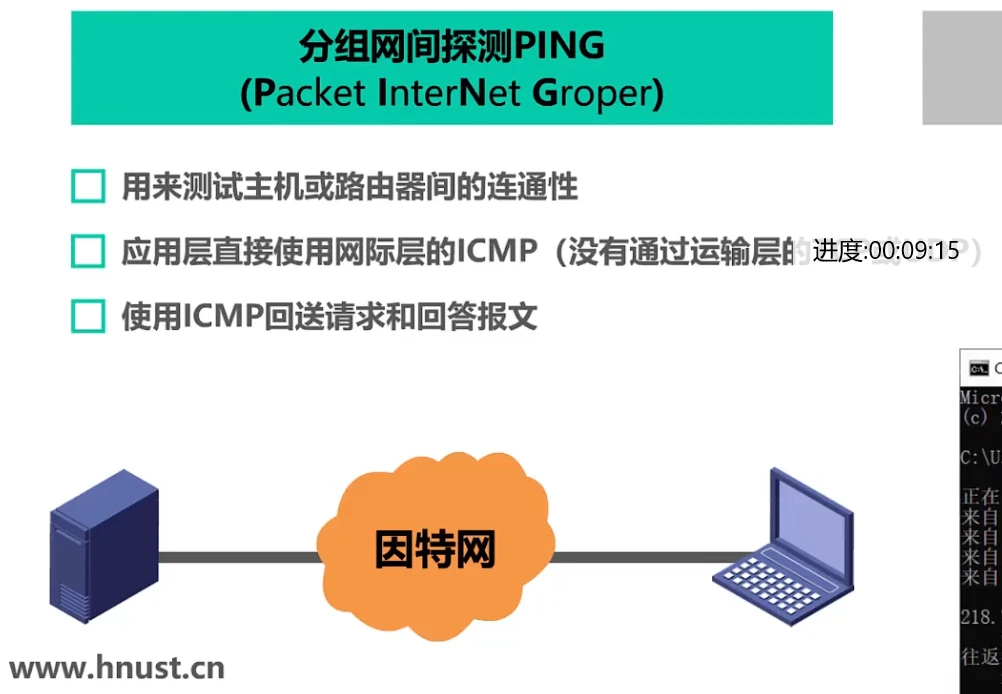 分组网间探测PING
(Packet InterNet Groper)
用来测试主机或路由器间的连通性
应用层直接使用网际层的ICMP（没有通过运输层的
进度:00:09:15
使用ICMP回送请求和回答报文
因特网
www.hnust.cn
(c)
C:\U
正在
来自
来自
来自
来自
218.
往返